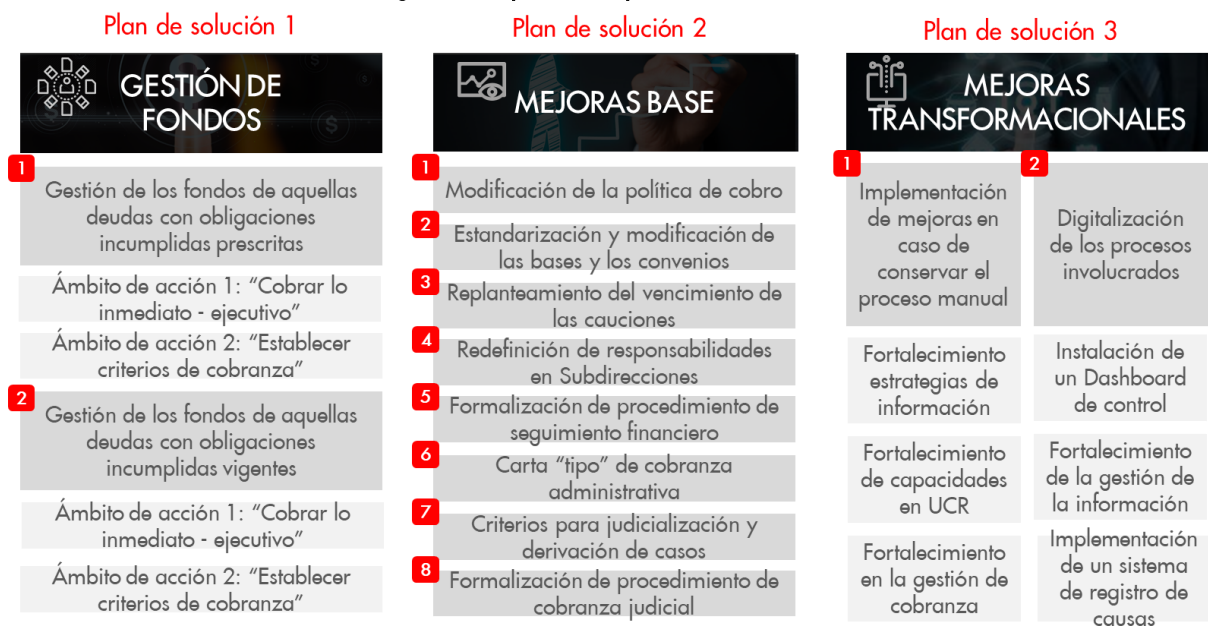 Plan de solución 1
GESTIÓN DE
FONDOS
1
Gestión de los fondos de aquellas
deudas con obligaciones
incumplidas prescritas
Ámbito de acción 1: “Cobrar lo
inmediato - ejecutivo”
Ámbito de acción 2: “Establecer
criterios de cobranza”
2
Gestión de los fondos de aquellas
deudas con obligaciones
incumplidas vigentes
Ámbito de acción 1: “Cobrar lo
inmediato - ejecutivo”
Ámbito de acción 2: “Establecer
criterios de cobranza”
Plan de solución 2
MEJORAS BASE
1
Modificación de la política de cobro
2
Estandarización y modificación de
las bases y los convenios
3
Replanteamiento del vencimiento de
las cauciones
4
Redefinición de responsabilidades
en Subdirecciones
5
Formalización de procedimiento de
seguimiento financiero
6
Carta “tipo” de cobranza
administrativa
7
Criterios para judicialización y
derivación de casos
8
Formalización de procedimiento de
cobranza judicial
Plan de solución 3
MEJORAS
TRANSFORMACIONALES
1
Implementación
de mejoras en
caso de
conservar el
proceso manual
Fortalecimiento
estrategias de
información
Fortalecimiento
de capacidades
en UCR
Fortalecimiento
en la gestión de
cobranza
2
Digitalización
de los procesos
involucrados
Instalación de
un Dashboard
de control
Fortalecimiento
de la gestión de
la información
Implementación
de un sistema
de registro de
causas